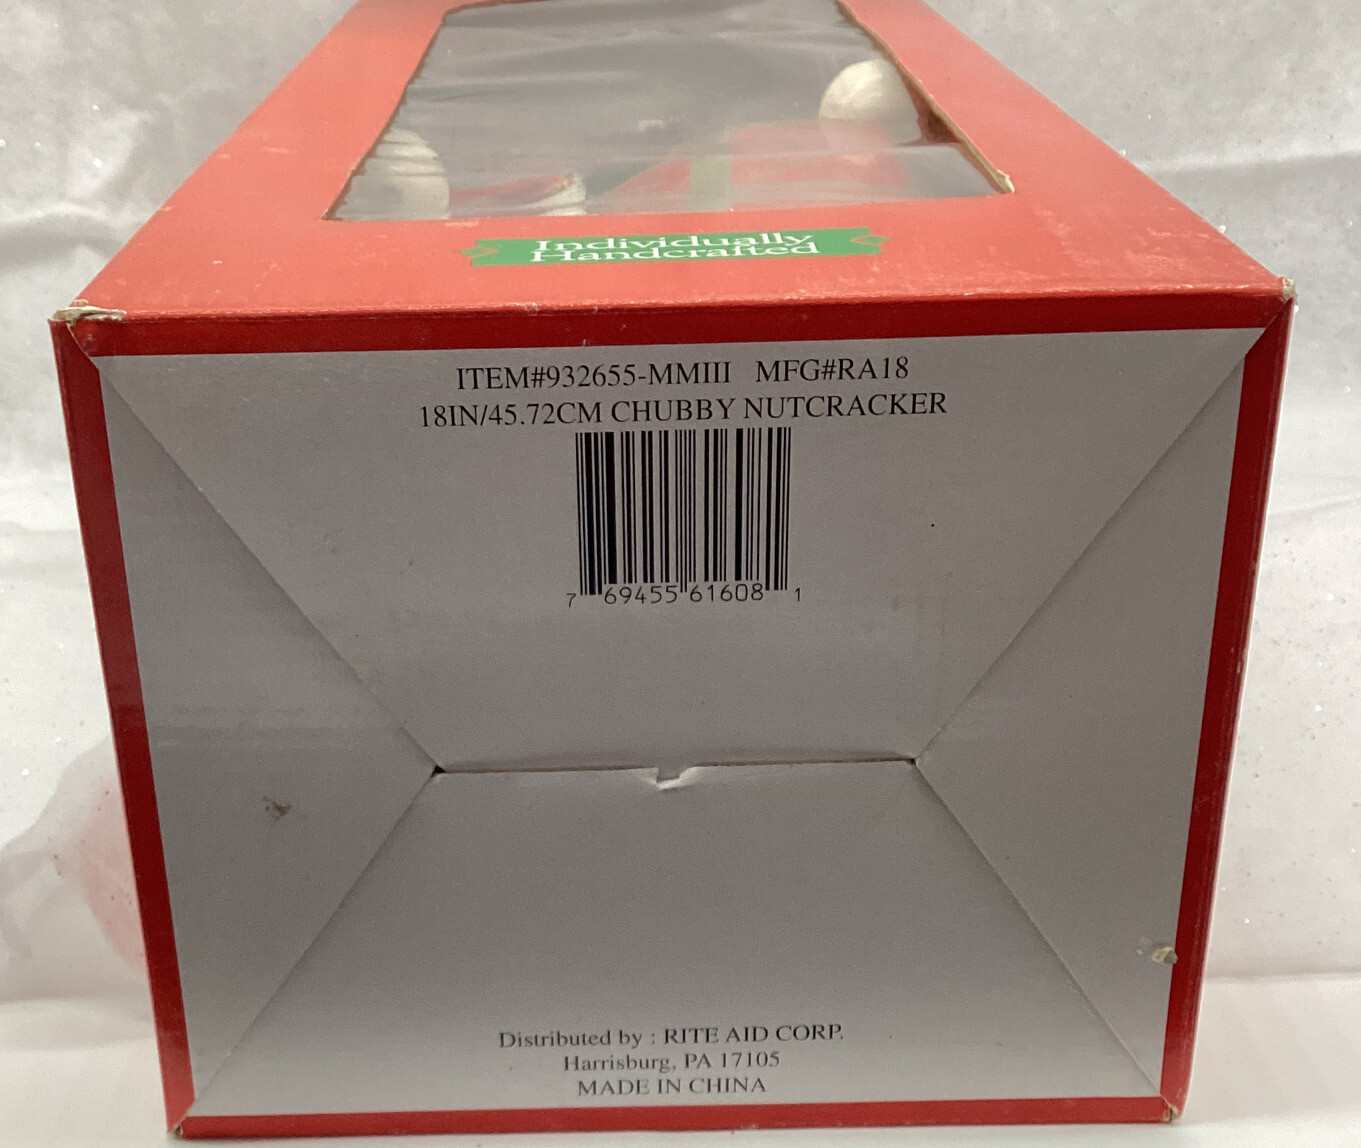 Individually
Handcrafted
ITEM#932655-MMIII MFG#RA18
18IN/45.72CM CHUBBY NUTCRACKER
7 69455 61608 1
Distributed by : RITE AID CORP.
Harrisburg, PA 17105
MADE IN CHINA